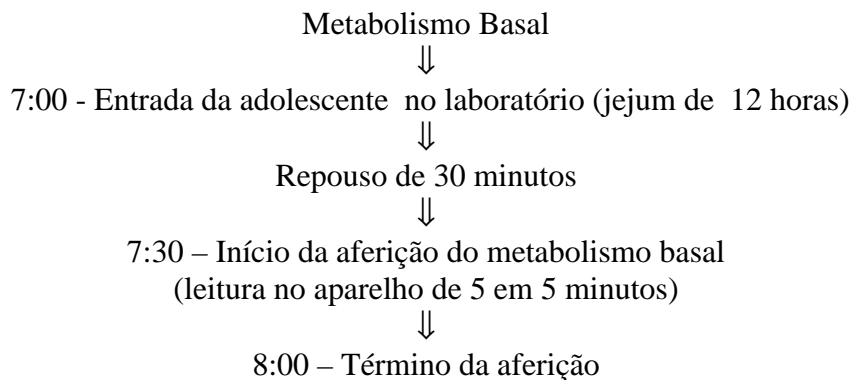 Metabolismo Basal
⇓
7:00 - Entrada da adolescente no laboratório (jejum de 12 horas)
⇓
Repouso de 30 minutos
⇓
7:30 – Início da aferição do metabolismo basal
(leitura no aparelho de 5 em 5 minutos)
⇓
8:00 – Término da aferição